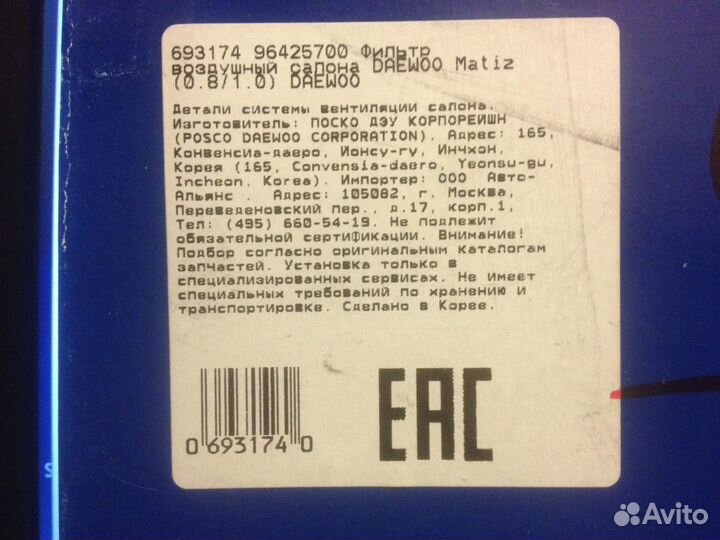 693174 96425700 Фильтр
воздушный салона DAEWOO Matiz
(0.8/1.0) DAEWOO
Детали системы вентиляции салона.
Изготовитель: ПОСКО ДЭУ КОРПОРЕЙШН
(POSCO DAEWOO CORPORATION). Адрес: 165,
Конвенсиа-даеро, Йонсу-гу, Инчхон,
Корея (165, Convensia-daero, Yeonsu-gu,
Incheon, Korea). Импортер: ООО Авто-
Альянс . Адрес: 105082, г. Москва,
Переведеновский пер., д.17, корп.1,
Тел: (495) 660-54-19. Не подлежит
обязательной сертификации. Внимание!
Подбор согласно оригинальным каталогам
запчастей. Установка только в
специализированных сервисах. Не имеет
специальных требований по хранению и
транспортировке. Сделано в Корее.
0 693174 0
EAC
S
Avito